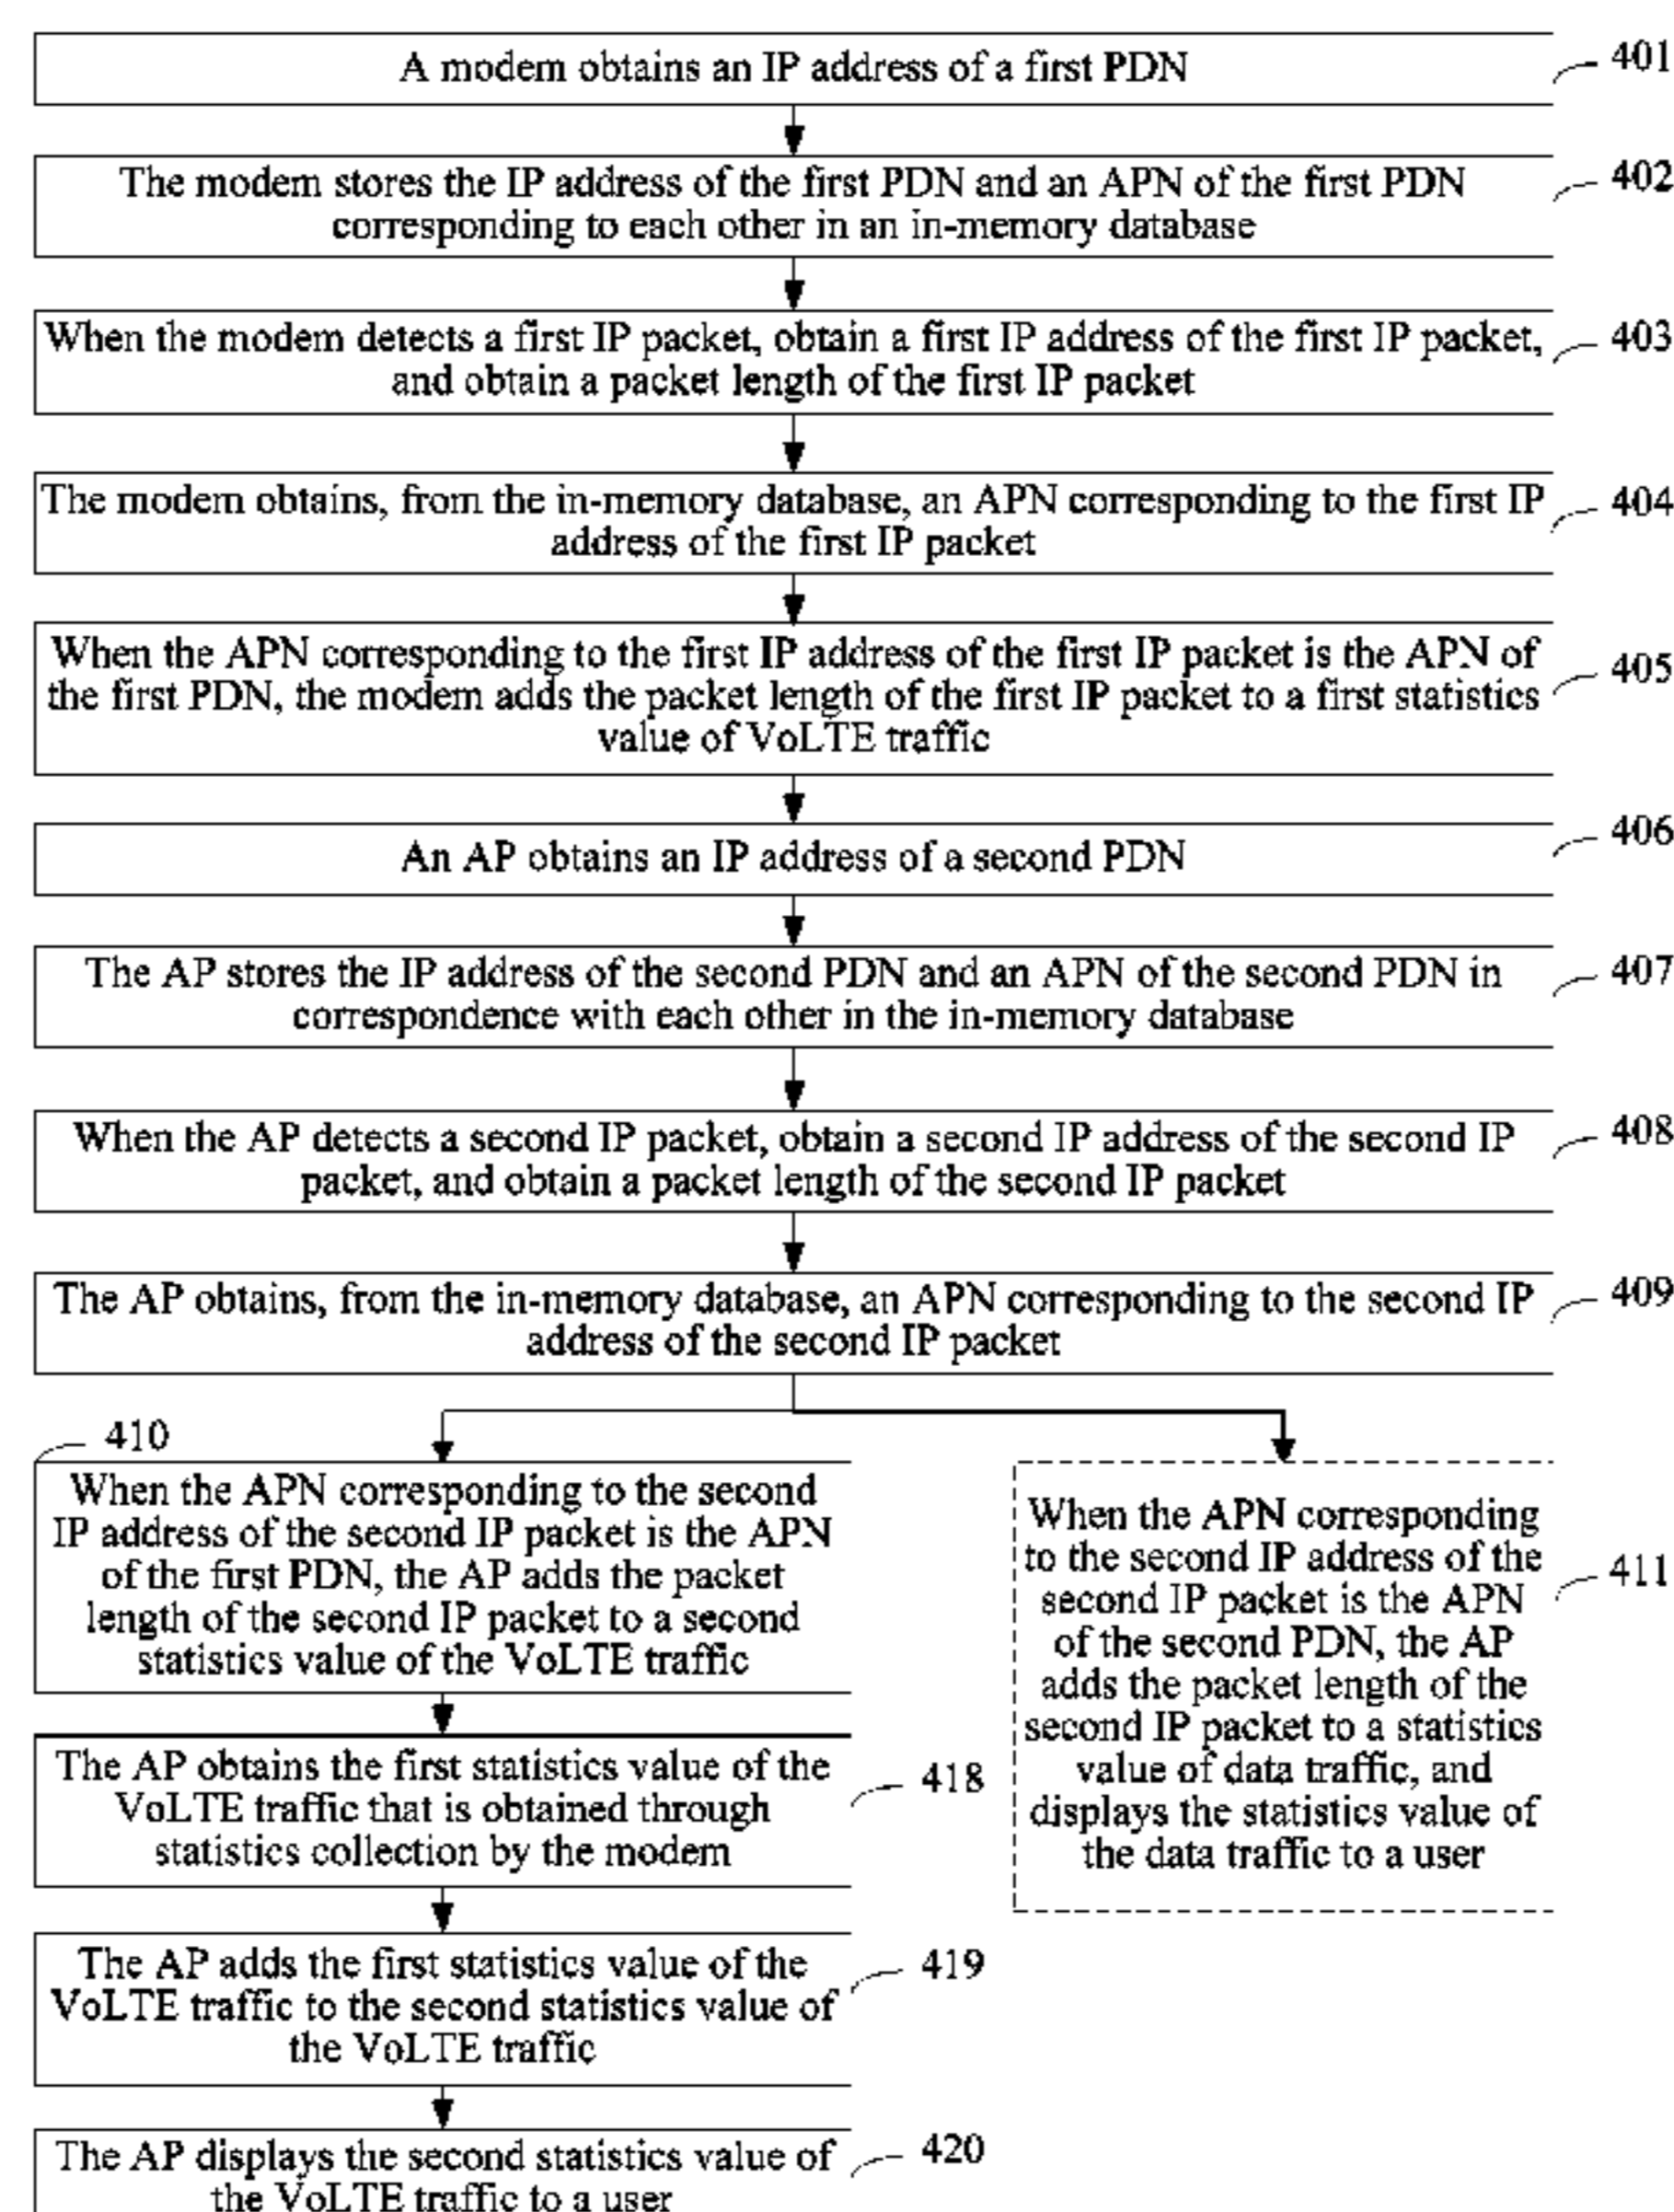 A modem obtains an IP address of a first PDN
401
The modem stores the IP address of the first PDN and an APN of the first PDN
corresponding to each other in an in-memory database
402
When the modem detects a first IP packet, obtain a first IP address of the first IP packet,
and obtain a packet length of the first IP packet
403
The modem obtains, from the in-memory database, an APN corresponding to the first IP
address of the first IP packet
404
When the APN corresponding to the first IP address of the first IP packet is the APN of
the first PDN, the modem adds the packet length of the first IP packet to a first statistics
value of VoLTE traffic
405
An AP obtains an IP address of a second PDN
406
The AP stores the IP address of the second PDN and an APN of the second PDN in
correspondence with each other in the in-memory database
407
When the AP detects a second IP packet, obtain a second IP address of the second IP
packet, and obtain a packet length of the second IP packet
408
The AP obtains, from the in-memory database, an APN corresponding to the second IP
address of the second IP packet
409
410
When the APN corresponding to the second
IP address of the second IP packet is the APN
of the first PDN, the AP adds the packet
length of the second IP packet to a second
statistics value of the VoLTE traffic
When the APN corresponding
to the second IP address of the
second IP packet is the APN
of the second PDN, the AP
adds the packet length of the
second IP packet to a statistics
value of data traffic, and
displays the statistics value of
the data traffic to a user
411
The AP obtains the first statistics value of the
VoLTE traffic that is obtained through
statistics collection by the modem
418
The AP adds the first statistics value of the
VoLTE traffic to the second statistics value of
the VoLTE traffic
419
The AP displays the second statistics value of
the VoLTE traffic to a user
420